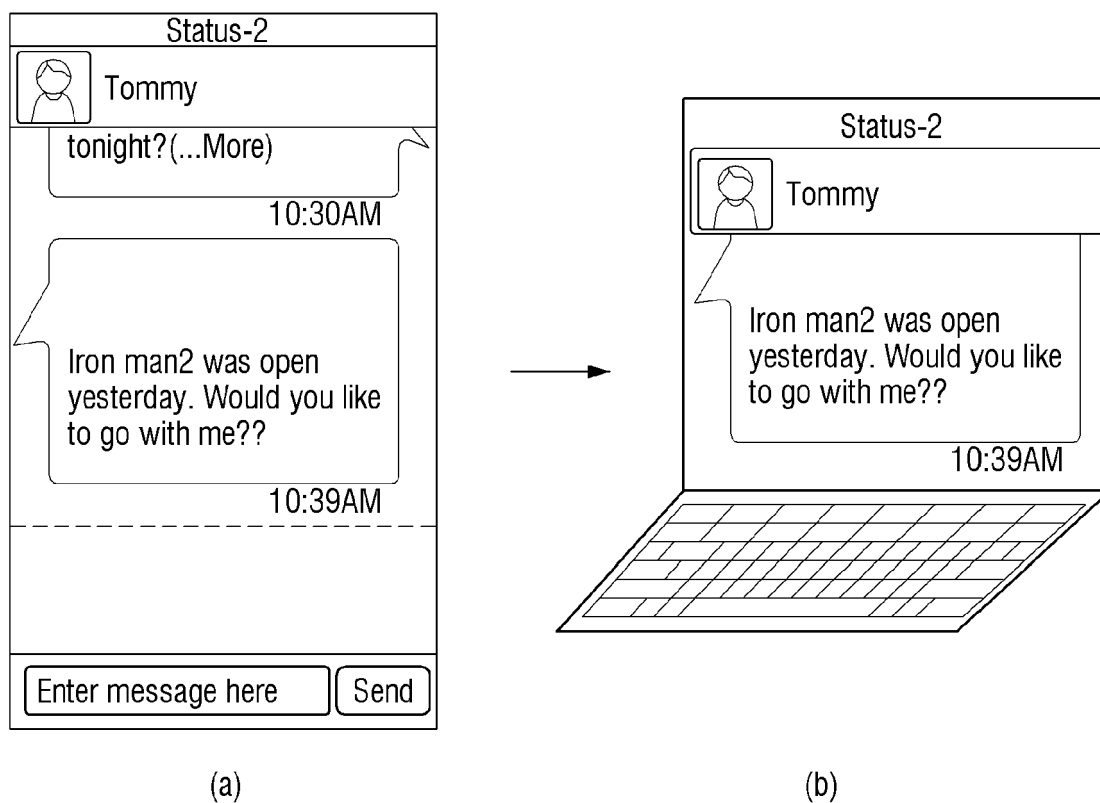 Status-2
Tommy
tonight?(...More)
10:30AM
Iron man2 was open
yesterday. Would you like
to go with me??
10:39AM
Enter message here
Send
(a)
Status-2
Tommy
Iron man2 was open
yesterday. Would you like
to go with me??
10:39AM
(b)